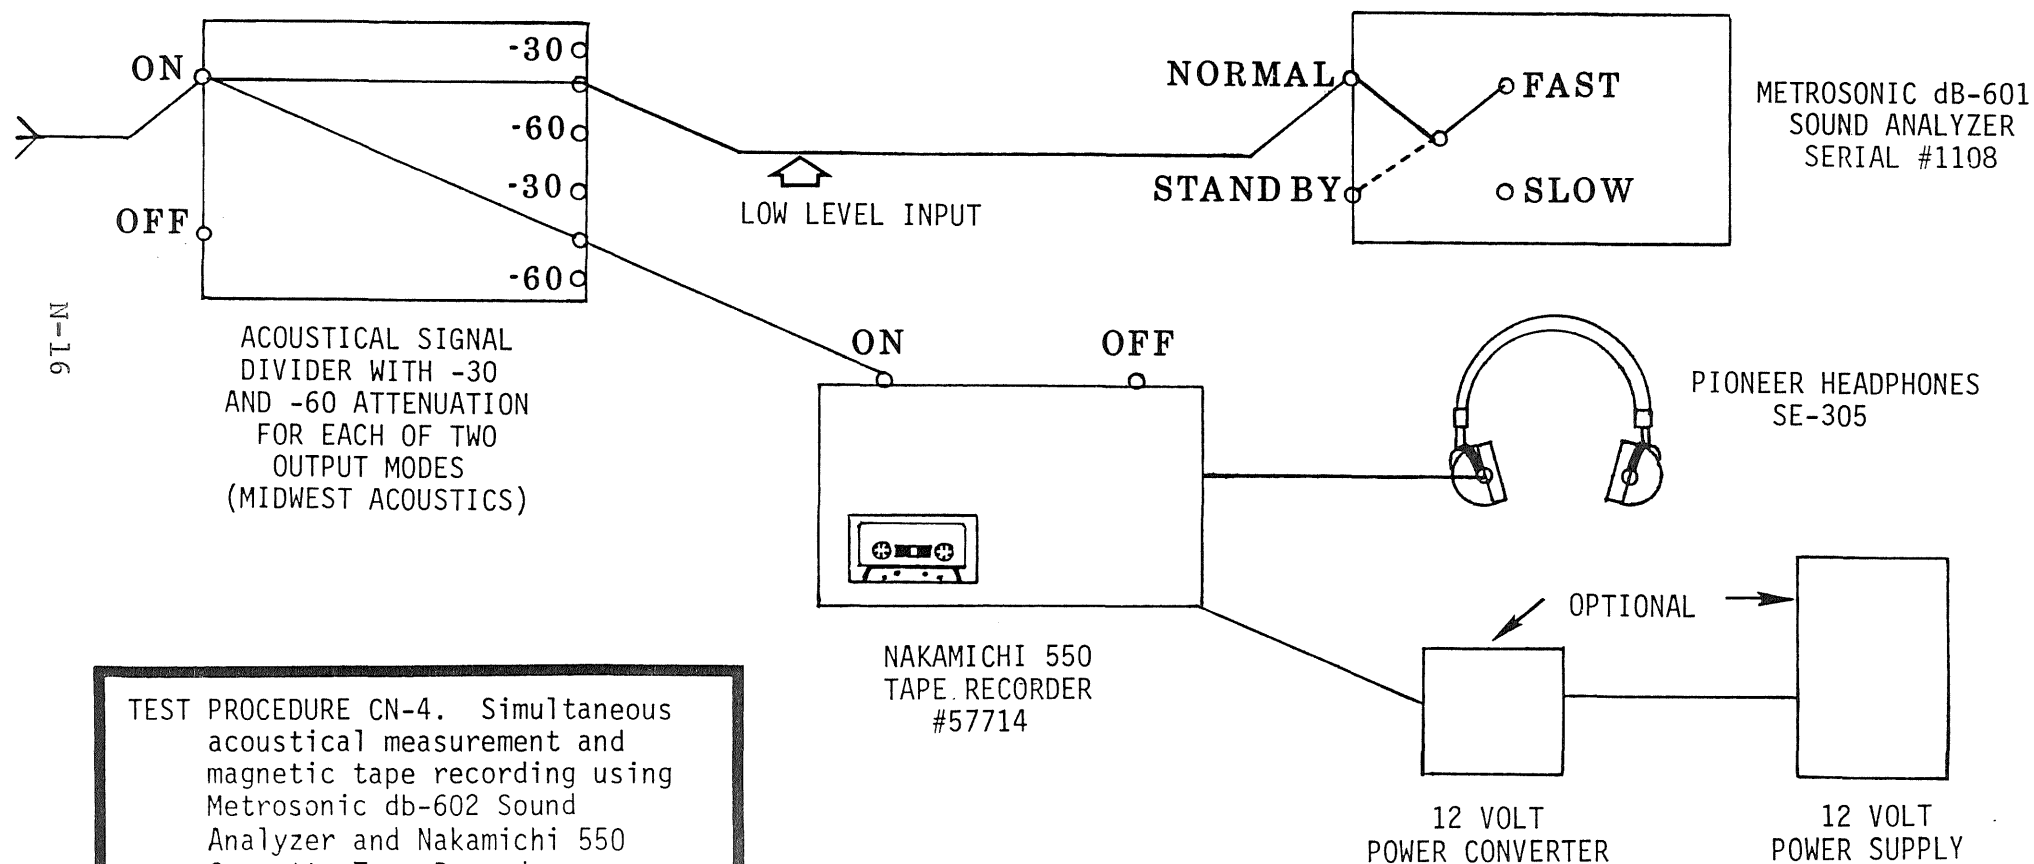 ON
OFF
-30
-60
-30
-60
ACOUSTICAL SIGNAL
DIVIDER WITH -30
AND -60 ATTENUATION
FOR EACH OF TWO
OUTPUT MODES
(MIDWEST ACOUSTICS)
LOW LEVEL INPUT
NORMAL
STANDBY
FAST
SLOW
METROSONIC dB-601
SOUND ANALYZER
SERIAL #1108
N-16
ON
OFF
NAKAMICHI 550
TAPE RECORDER
#57714
PIONEER HEADPHONES
SE-305
OPTIONAL
12 VOLT
POWER CONVERTER
12 VOLT
POWER SUPPLY
TEST PROCEDURE CN-4. Simultaneous
acoustical measurement and
magnetic tape recording using
Metrosonic db-602 Sound
Analyzer and Nakamichi 550